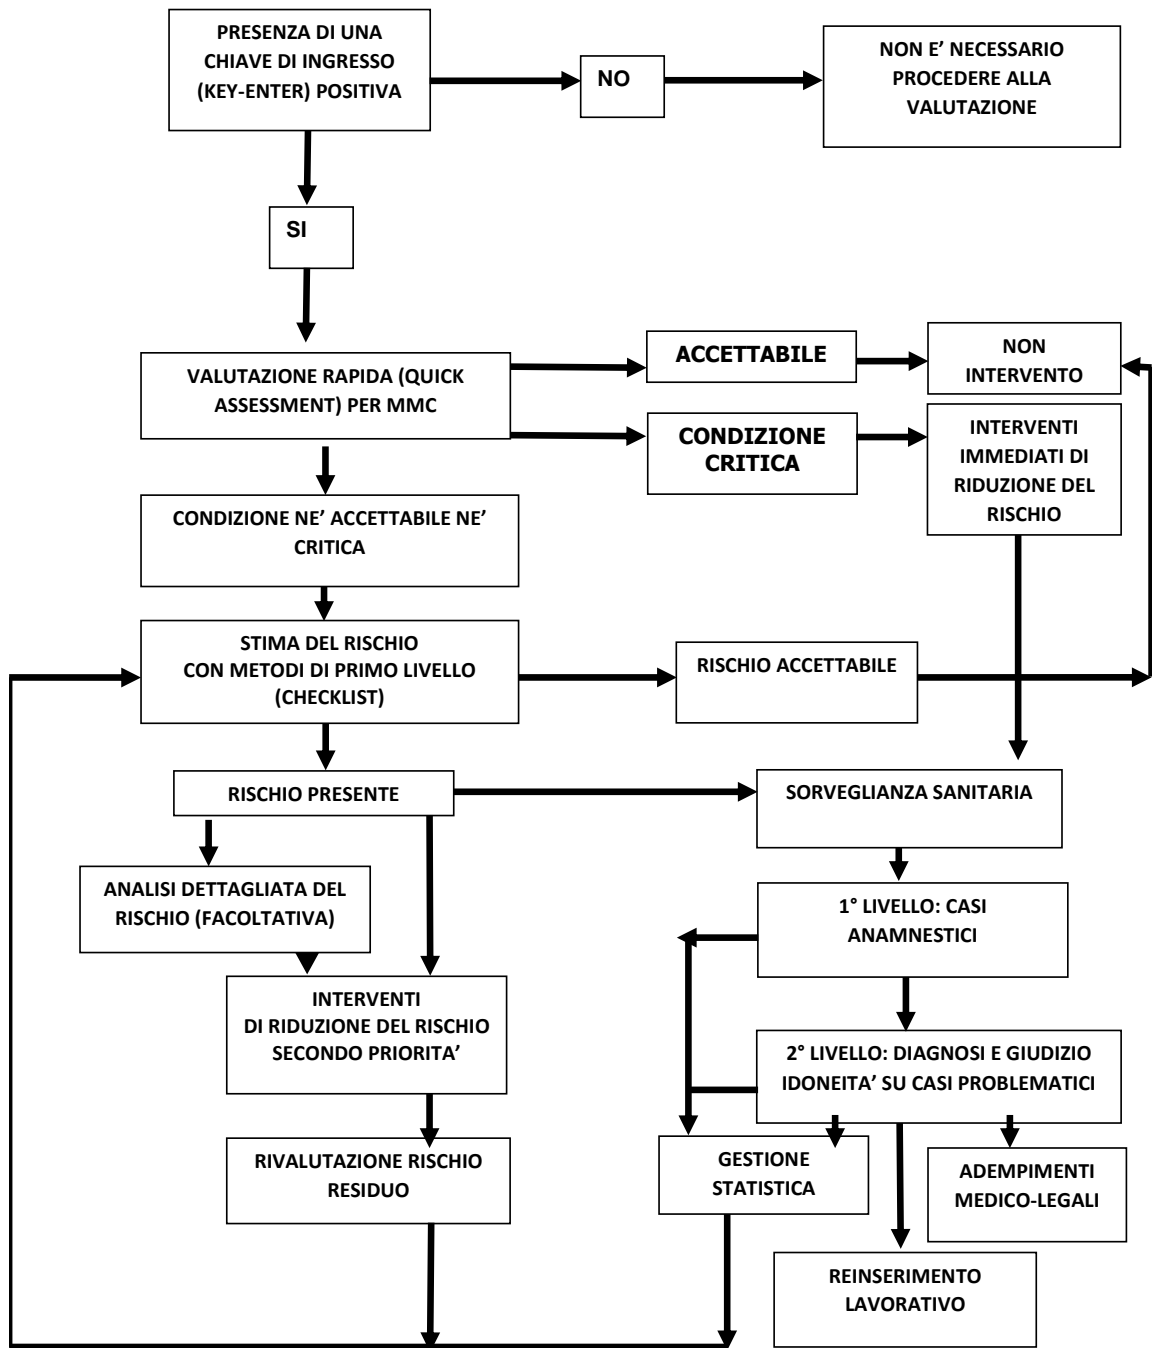 PRESENZA DI UNA
CHIAVE DI INGRESSO
(KEY-ENTER) POSITIVA
NO
NON E’ NECESSARIO
PROCEDERE ALLA
VALUTAZIONE
SI
VALUTAZIONE RAPIDA (QUICK
ASSESSMENT) PER MMC
ACCETTABILE
NON
INTERVENTO
CONDIZIONE
CRITICA
INTERVENTI
IMMEDIATI DI
RIDUZIONE DEL
RISCHIO
CONDIZIONE NE’ ACCETTABILE NE’
CRITICA
STIMA DEL RISCHIO
CON METODI DI PRIMO LIVELLO
(CHECKLIST)
RISCHIO ACCETTABILE
RISCHIO PRESENTE
SORVEGLIANZA SANITARIA
ANALISI DETTAGLIATA DEL
RISCHIO (FACOLTATIVA)
1° LIVELLO: CASI
ANAMNESTICI
INTERVENTI
DI RIDUZIONE DEL RISCHIO
SECONDO PRIORITA’
2° LIVELLO: DIAGNOSI E GIUDIZIO
IDONEITA’ SU CASI PROBLEMATICI
RIVALUTAZIONE RISCHIO
RESIDUO
GESTIONE
STATISTICA
ADEMPIMENTI
MEDICO-LEGALI
REINSERIMENTO
LAVORATIVO